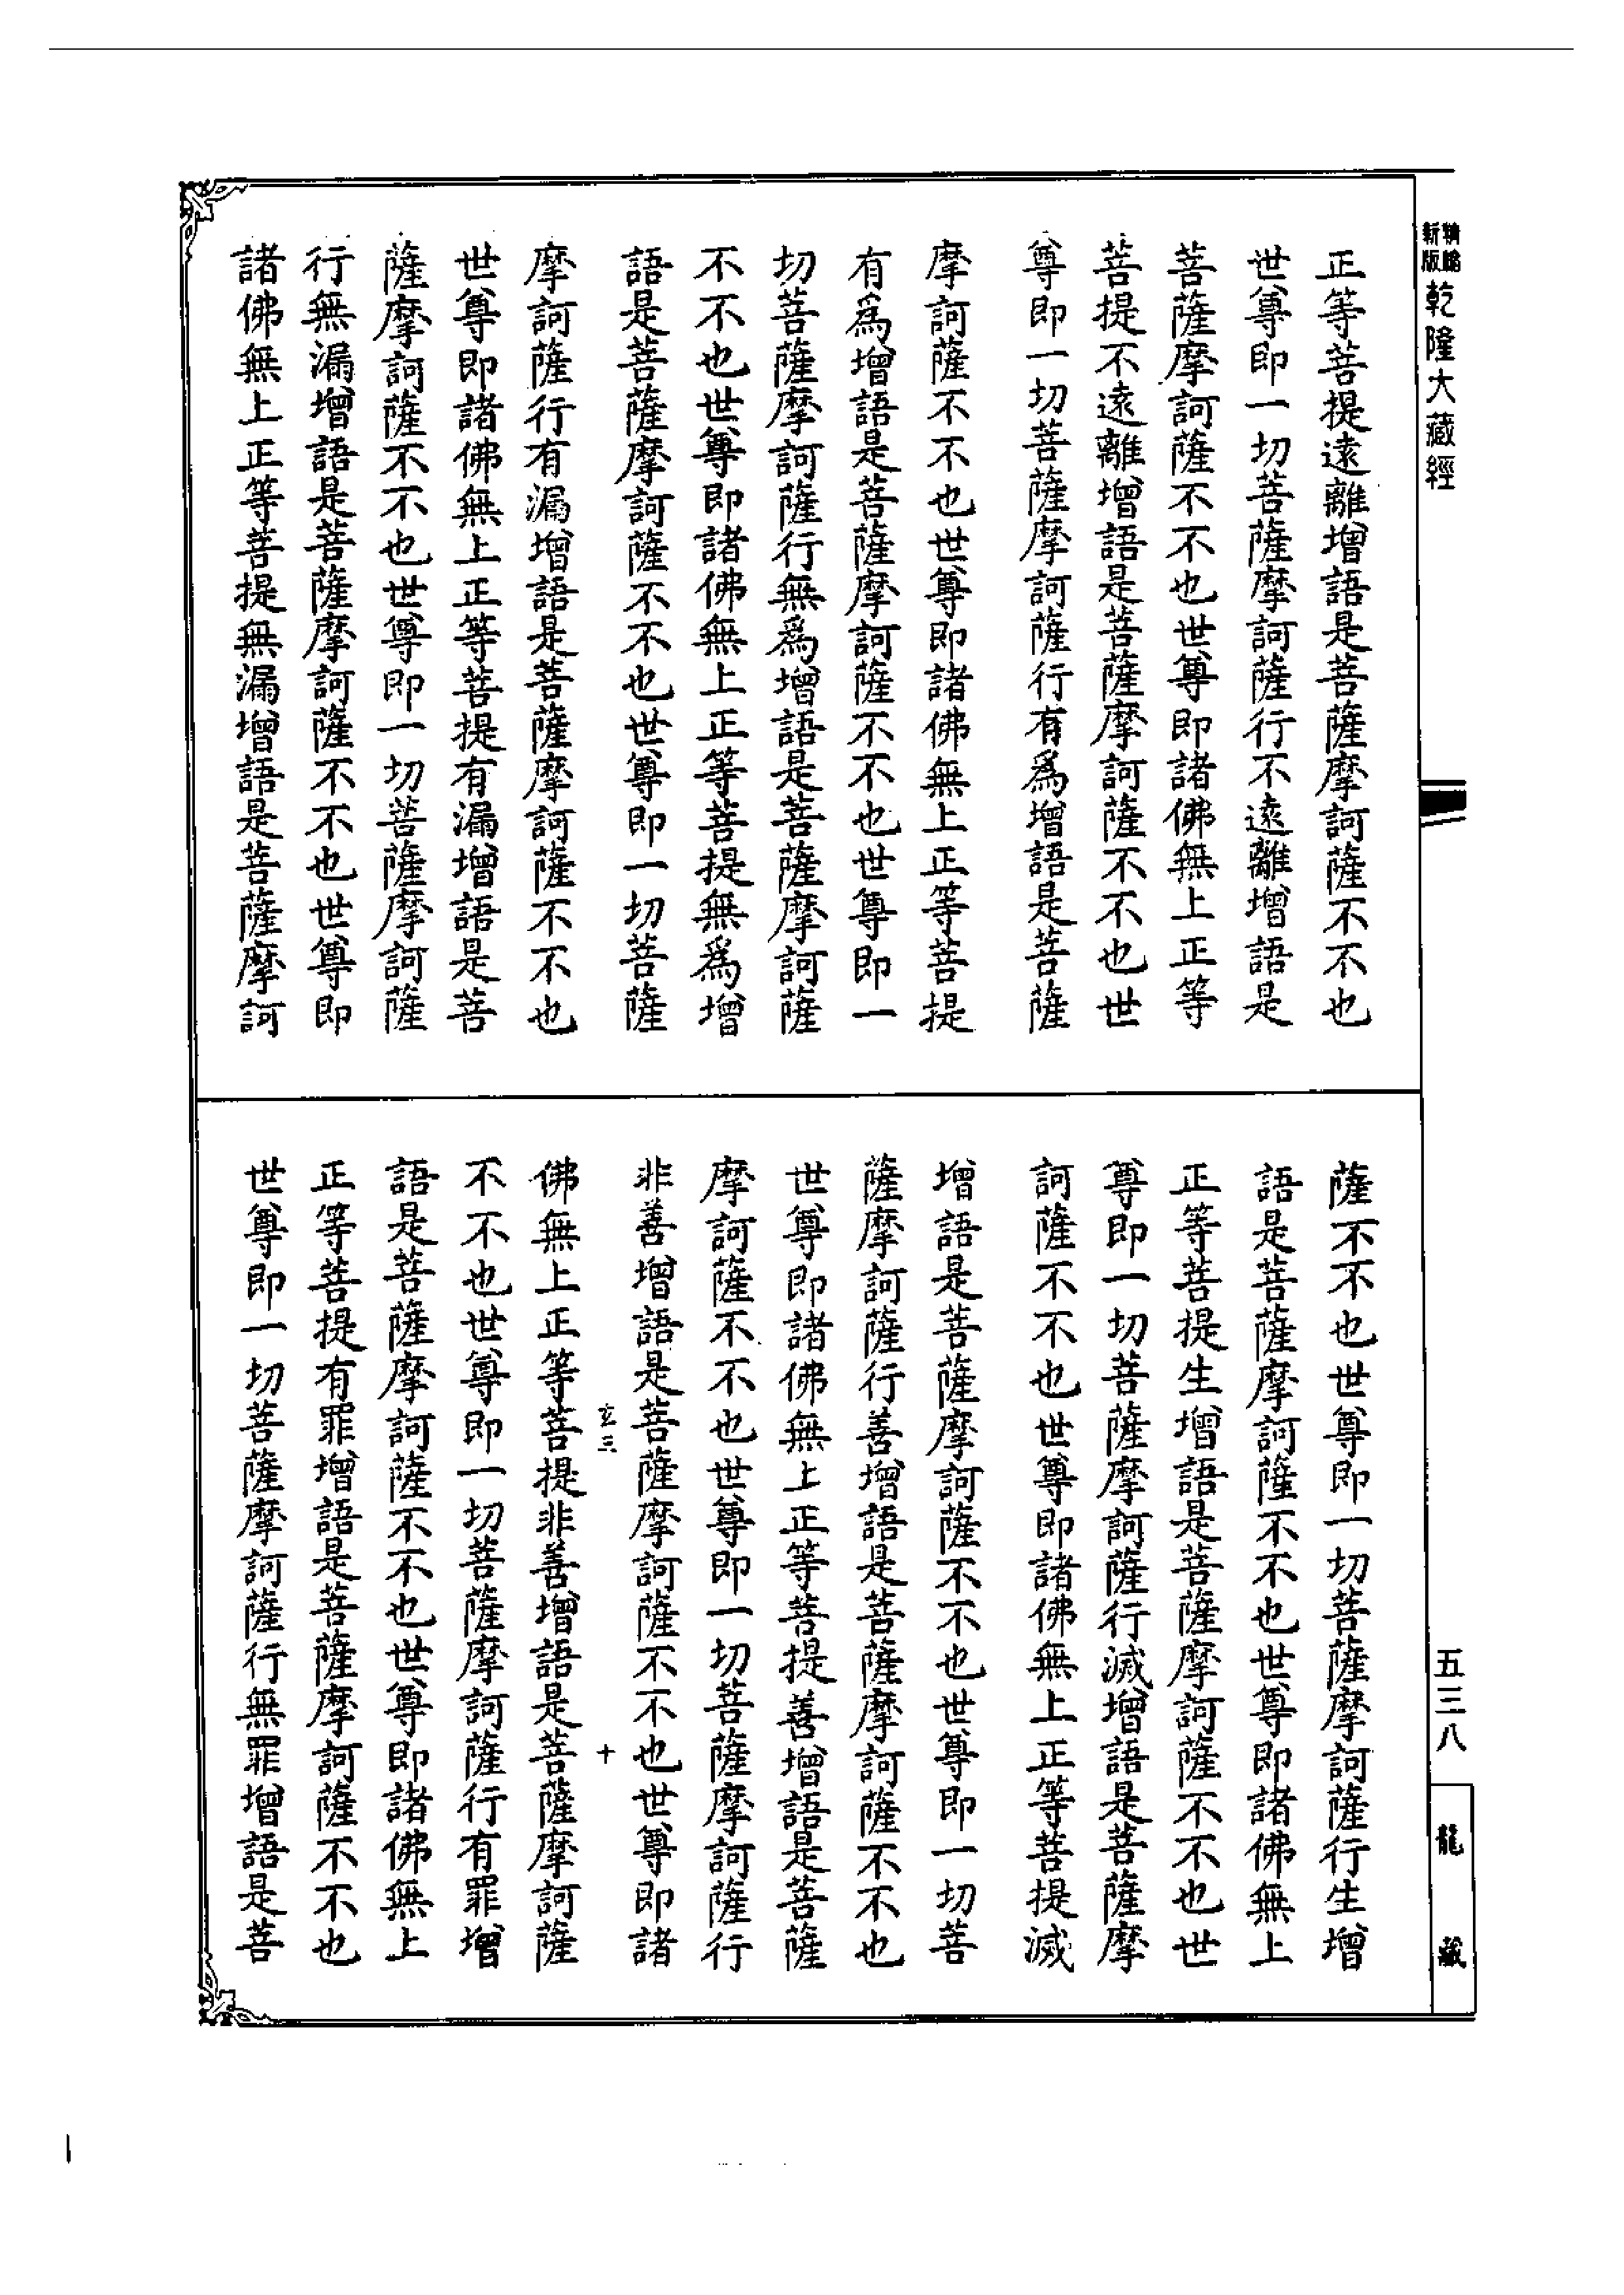 精縮新版乾隆大藏經
正等菩提遠離增語是菩薩摩訶薩不不也
世尊即一切菩薩摩訶薩行不遠離增語是
菩薩摩訶薩不不也世尊即諸佛無上正等
菩提不遠離增語是菩薩摩訶薩不不也世
尊即一切菩薩摩訶薩行有為增語是菩薩
摩訶薩不不也世尊即諸佛無上正等菩提
有為增語是菩薩摩訶薩不不也世尊即一
切菩薩摩訶薩行無為增語是菩薩摩訶薩
不不也世尊即諸佛無上正等菩提無為增
語是菩薩摩訶薩不不也世尊即一切菩薩
摩訶薩行有漏增語是菩薩摩訶薩不不也
世尊即諸佛無上正等菩提有漏增語是菩
薩摩訶薩不不也世尊即一切菩薩摩訶薩
行無漏增語是菩薩摩訶薩不不也世尊即
諸佛無上正等菩提無漏增語是菩薩摩訶
薩不不也世尊即一切菩薩摩訶薩行生增
語是菩薩摩訶薩不不也世尊即諸佛無上
正等菩提生增語是菩薩摩訶薩不不也世
尊即一切菩薩摩訶薩行滅增語是菩薩摩
訶薩不不也世尊即諸佛無上正等菩提滅
增語是菩薩摩訶薩不不也世尊即一切菩
薩摩訶薩行善增語是菩薩摩訶薩不不也
世尊即諸佛無上正等菩提善增語是菩薩
摩訶薩不不也世尊即一切菩薩摩訶薩行
非善增語是菩薩摩訶薩不不也世尊即諸
玄三 十
佛無上正等菩提非善增語是菩薩摩訶薩
不不也世尊即一切菩薩摩訶薩行有罪增
語是菩薩摩訶薩不不也世尊即諸佛無上
正等菩提有罪增語是菩薩摩訶薩不不也
世尊即一切菩薩摩訶薩行無罪增語是菩
五三八
龍藏